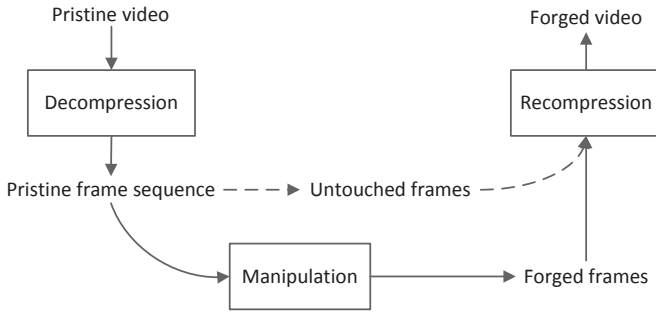 Pristine video
Forged video
Decompression
Recompression
Pristine frame sequence
Untouched frames
Manipulation
Forged frames